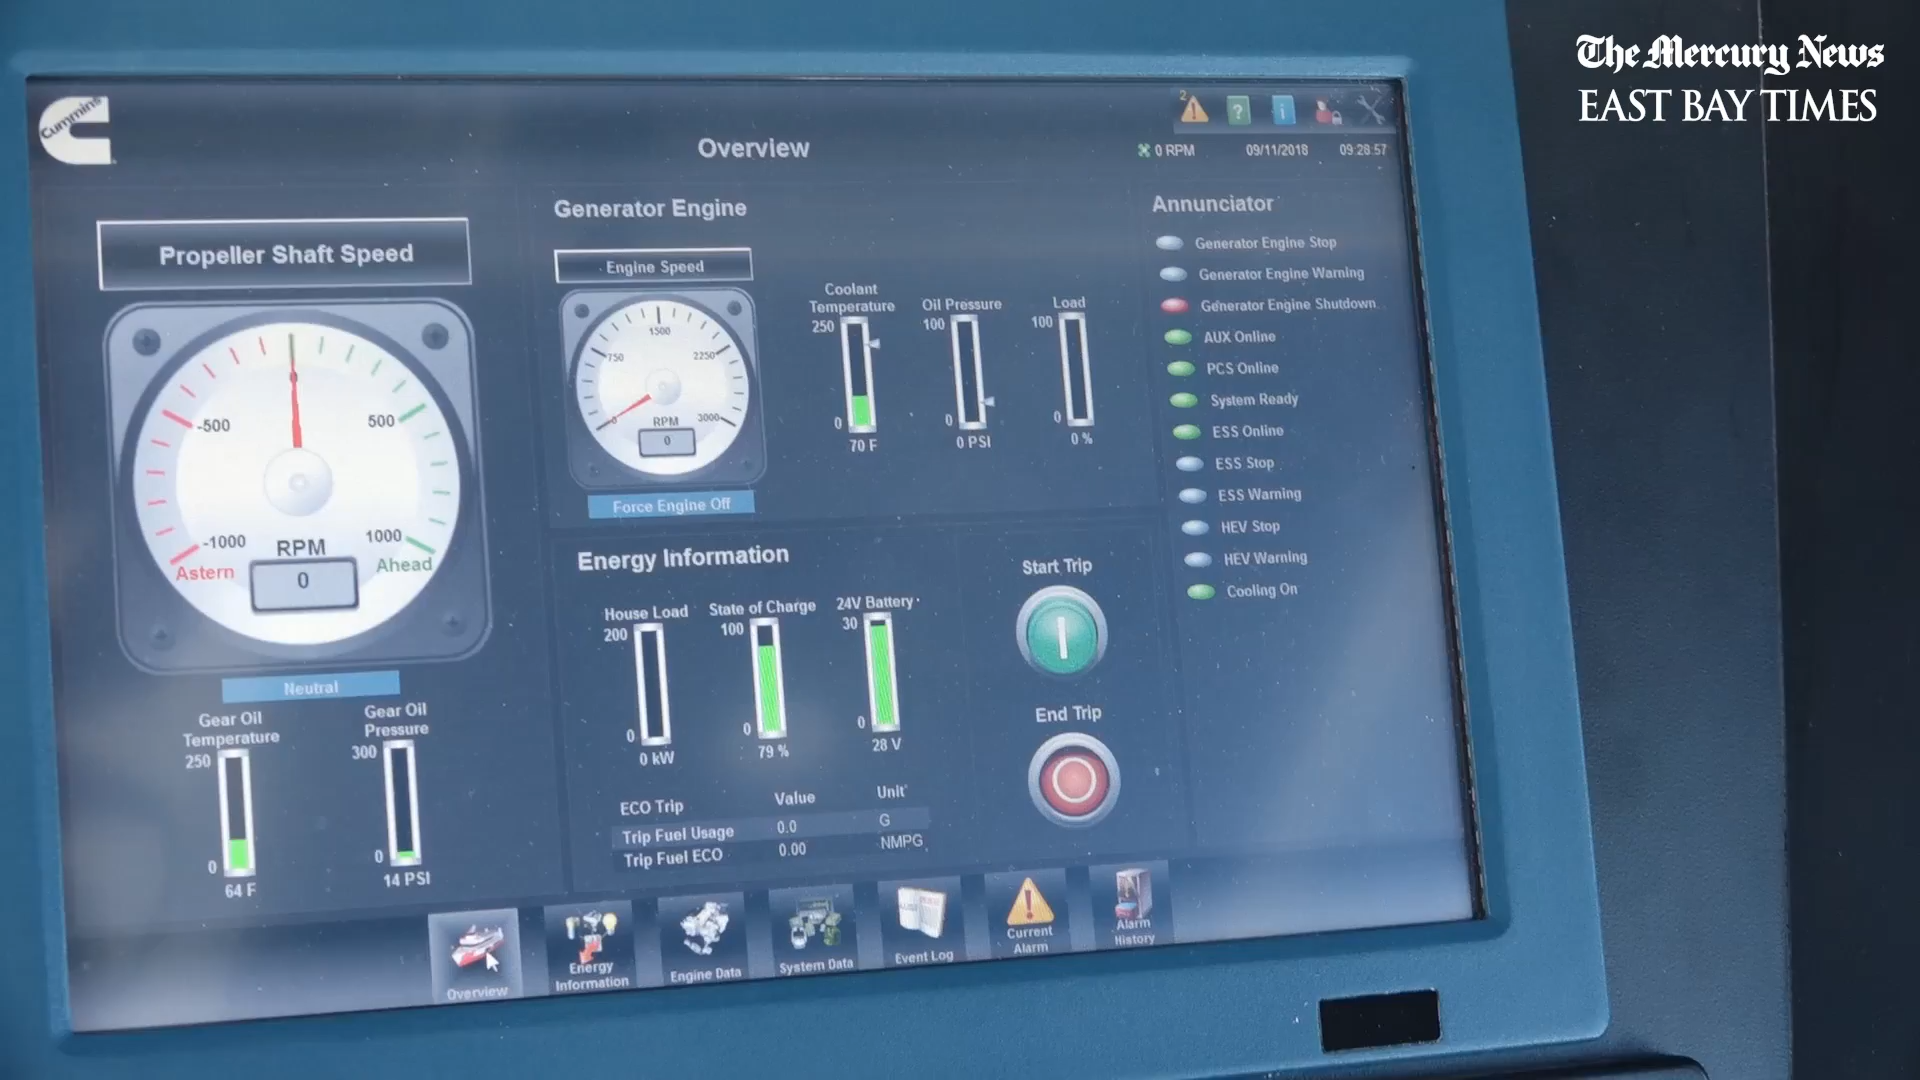 The Mercury News
EAST BAY TIMES
Cummins
Overview
2
?
i
0 RPM 09/11/2018 09:28:57
Propeller Shaft Speed
0
-500 500
-1000 1000
RPM
Astern Ahead
0
Neutral
Gear Oil Temperature
250
0
64 F
Gear Oil Pressure
300
0
14 PSI
Generator Engine
Engine Speed
1500
750 2250
0 3000
RPM
0
Force Engine Off
Coolant Temperature
250
0
70 F
Oil Pressure
100
0
0 PSI
Load
100
0
0 %
Energy Information
House Load
200
0
0 kW
State of Charge
100
0
79 %
24V Battery
30
0
28 V
ECO Trip Value Unit
Trip Fuel Usage 0.0 G
Trip Fuel ECO 0.00 NMPG
Start Trip
End Trip
Annunciator
Generator Engine Stop
Generator Engine Warning
Generator Engine Shutdown
AUX Online
PCS Online
System Ready
ESS Online
ESS Stop
ESS Warning
HEV Stop
HEV Warning
Cooling On
Overview
Energy Information
Engine Data
System Data
Event Log
Current Alarm
Alarm History